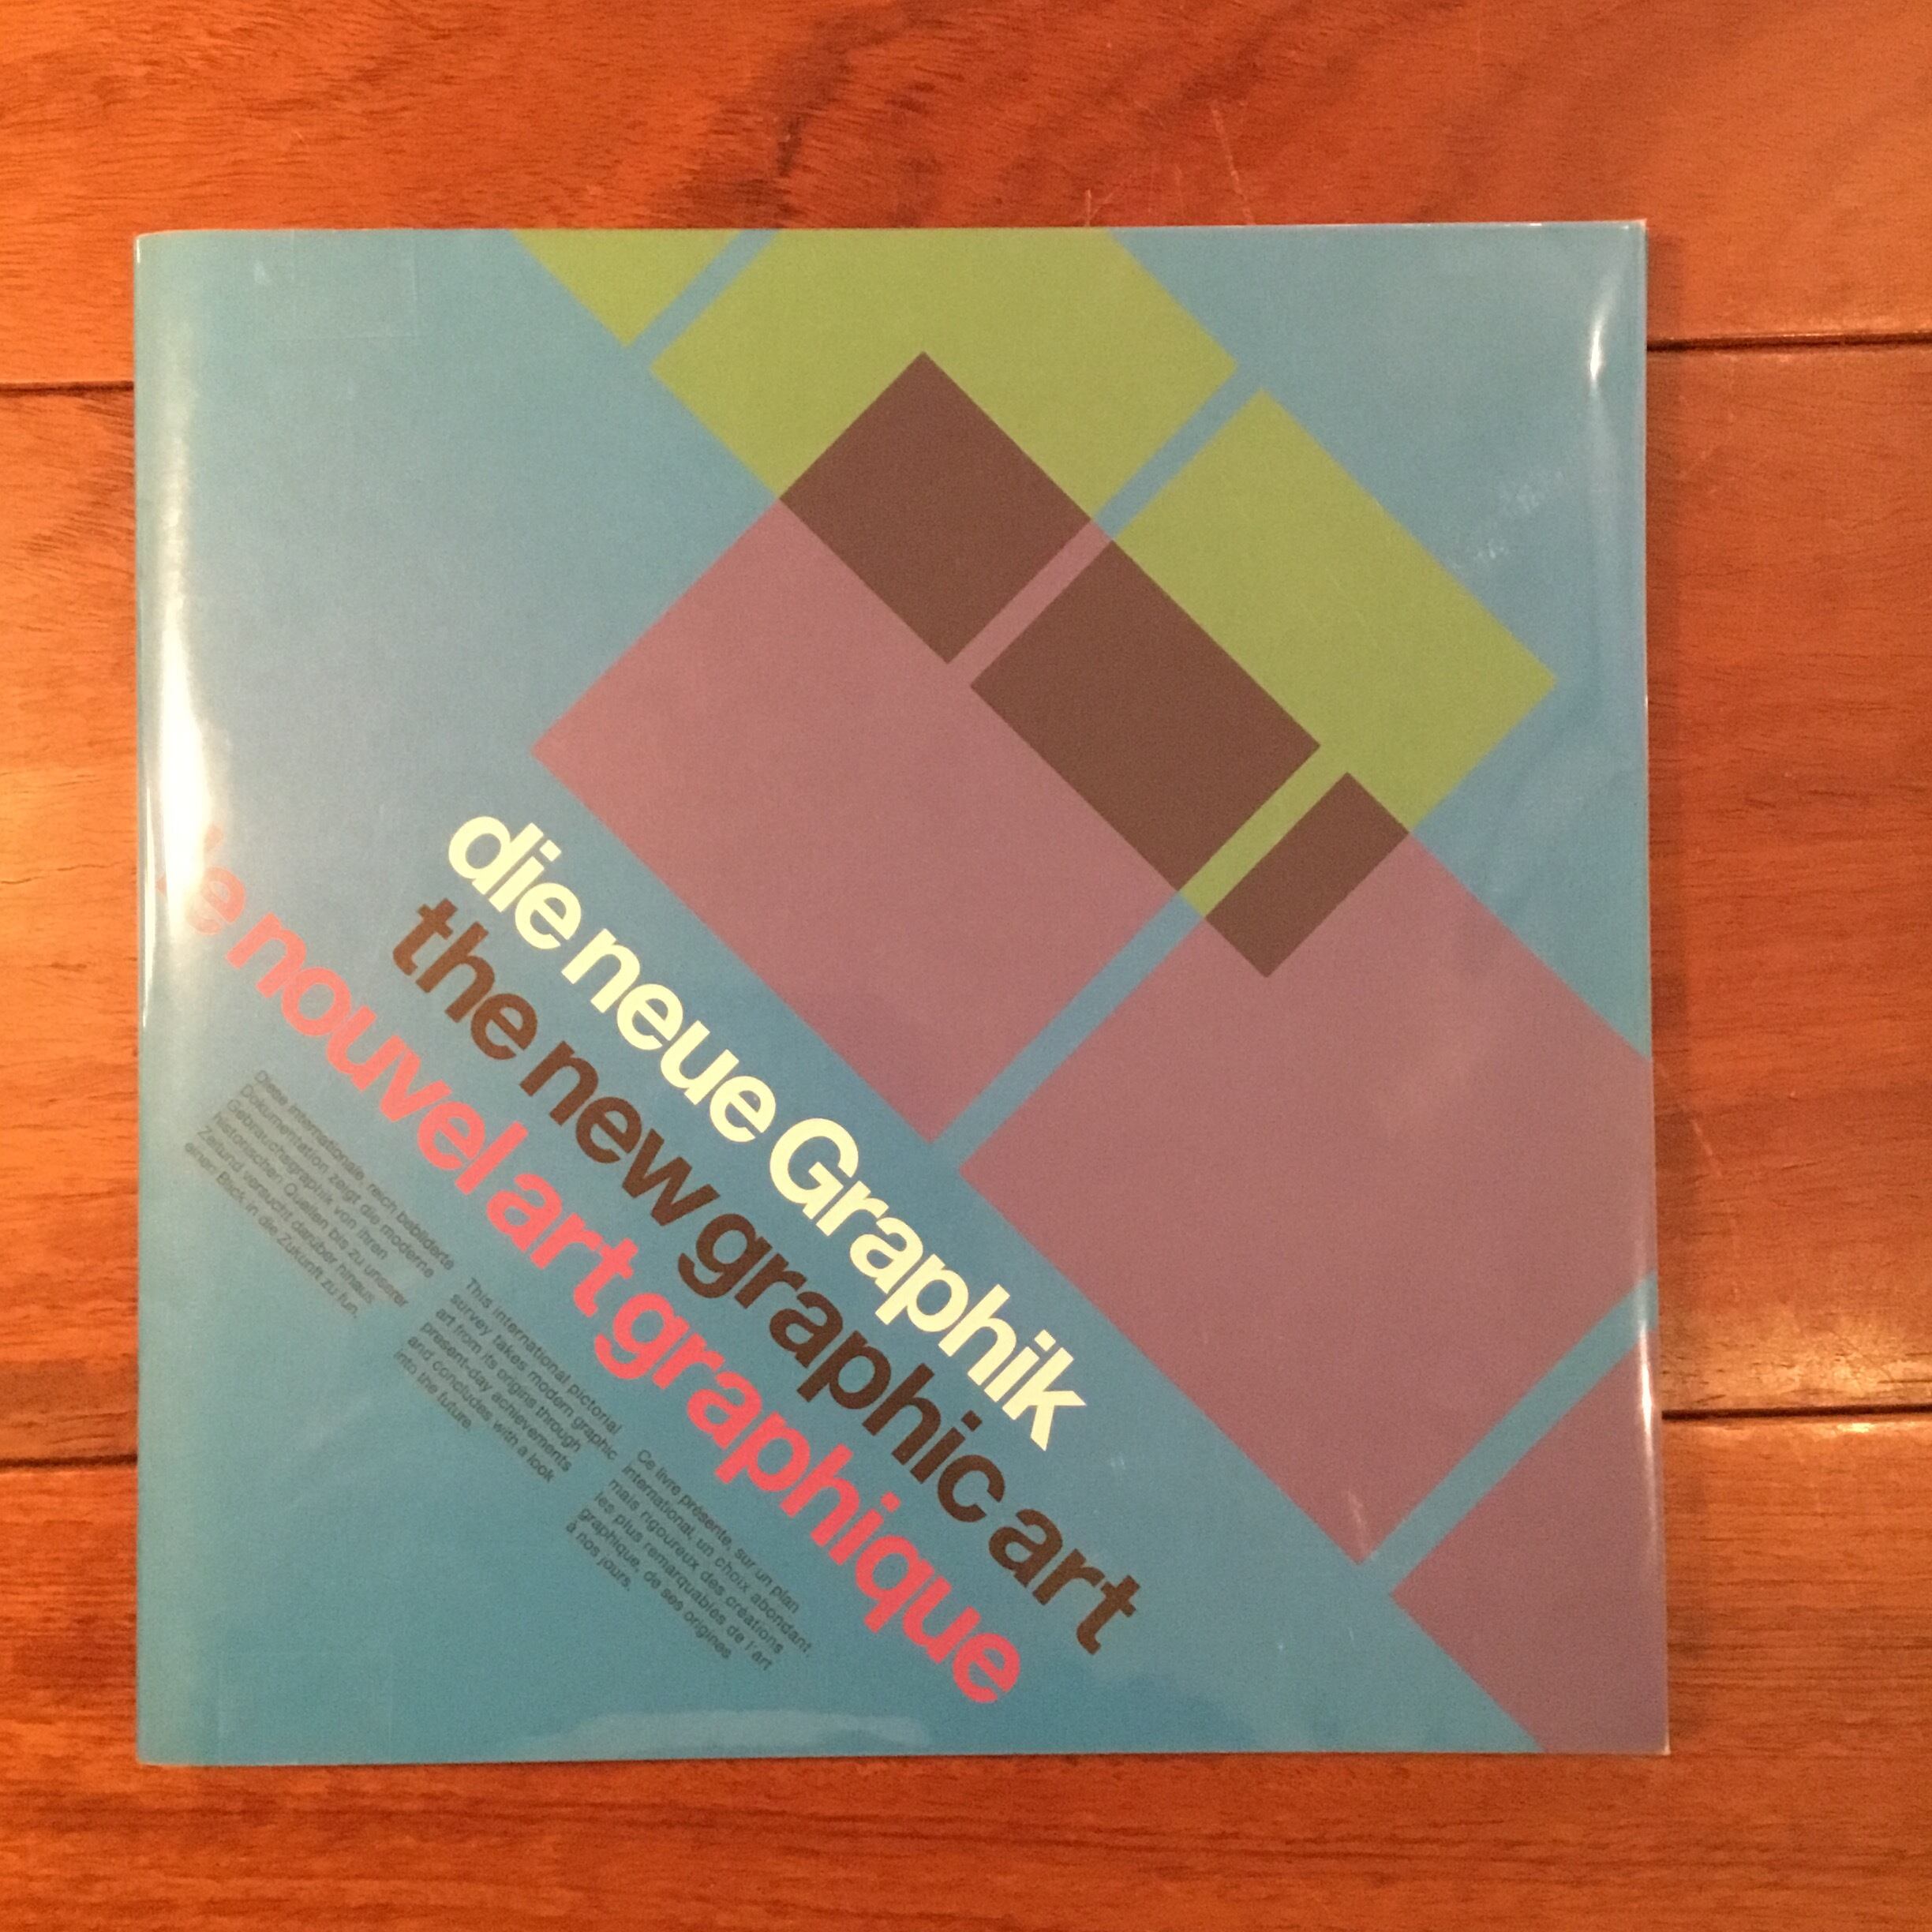 die neue Graphik
the new graphic art
le nouvel art graphique
Diese internationale, reich bebilderte
Dokumentation zeigt die moderne
Gebrauchsgraphik von ihren
historischen Quellen bis zu unserer
Zeit und versucht darüber hinaus
einen Blick in die Zukunft zu tun.
This international pictorial
survey takes modern graphic
art from its origins through
present-day achievements
and concludes with a look
into the future.
Ce livre présente, sur un plan
international, un choix abondant,
mais rigoureux des créations
les plus remarquables de l'art
graphique, de ses origines
à nos jours.